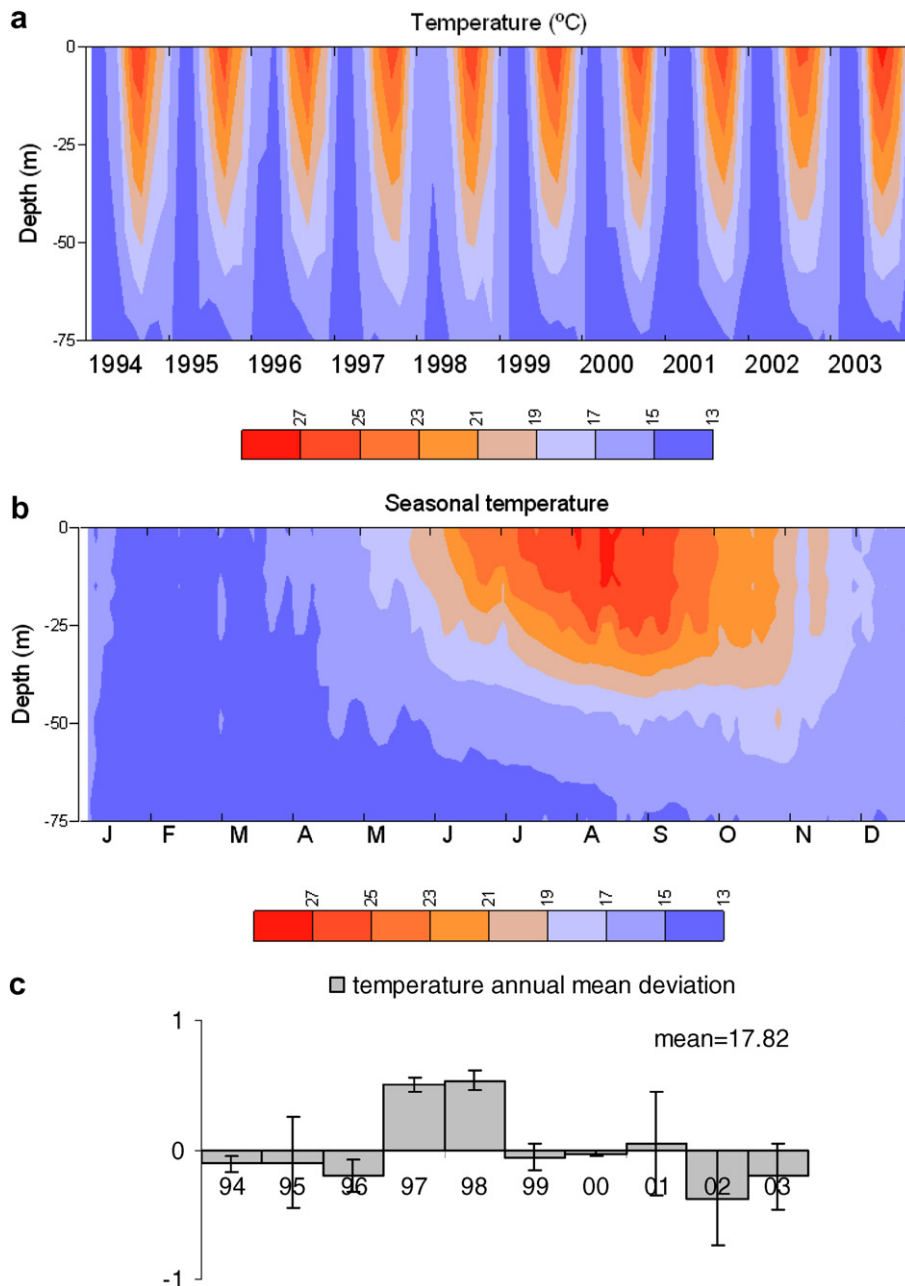 a
Temperature (ºC)
Depth (m)
0
-25
-50
-75
1994 1995 1996 1997 1998 1999 2000 2001 2002 2003
27 25 23 21 19 17 15 13
b
Seasonal temperature
Depth (m)
0
-25
-50
-75
J F M A M J J A S O N D
27 25 23 21 19 17 15 13
c
temperature annual mean deviation
mean=17.82
1
0
-1
94 95 96 97 98 99 00 01 02 03